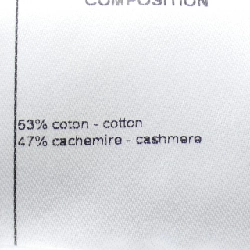 COMPOSITION
53% coton - cotton
47% cachemire - cashmere